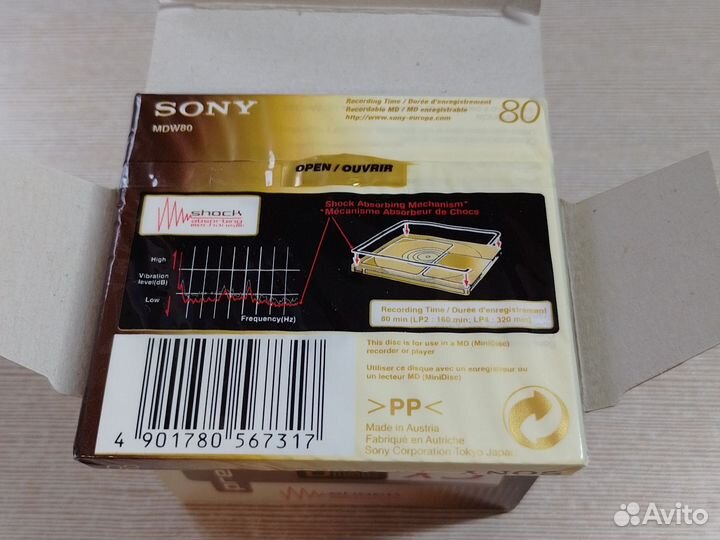 SONY
MDW80
Recording Time / Durée d'enregistrement
Recordable MD / MD enregistrable
http://www.sony-europe.com
80
OPEN / OUVRIR
shock
absorbing
mechanism
Shock Absorbing Mechanism*
*Mécanisme Absorbeur de Chocs
High
Vibration
level(dB)
Low
Frequency(Hz)
Recording Time / Durée d'enregistrement
80 min (LP2 : 160 min; LP4 : 320 min)
This disc is for use in a MD (MiniDisc)
recorder or player
Utiliser ce disque avec un enregistreur ou
un lecteur MD (MiniDisc)
>PP<
Made in Austria
Fabriqué en Autriche
Sony Corporation Tokyo Japan
4 901780 567317
SONY
Avito